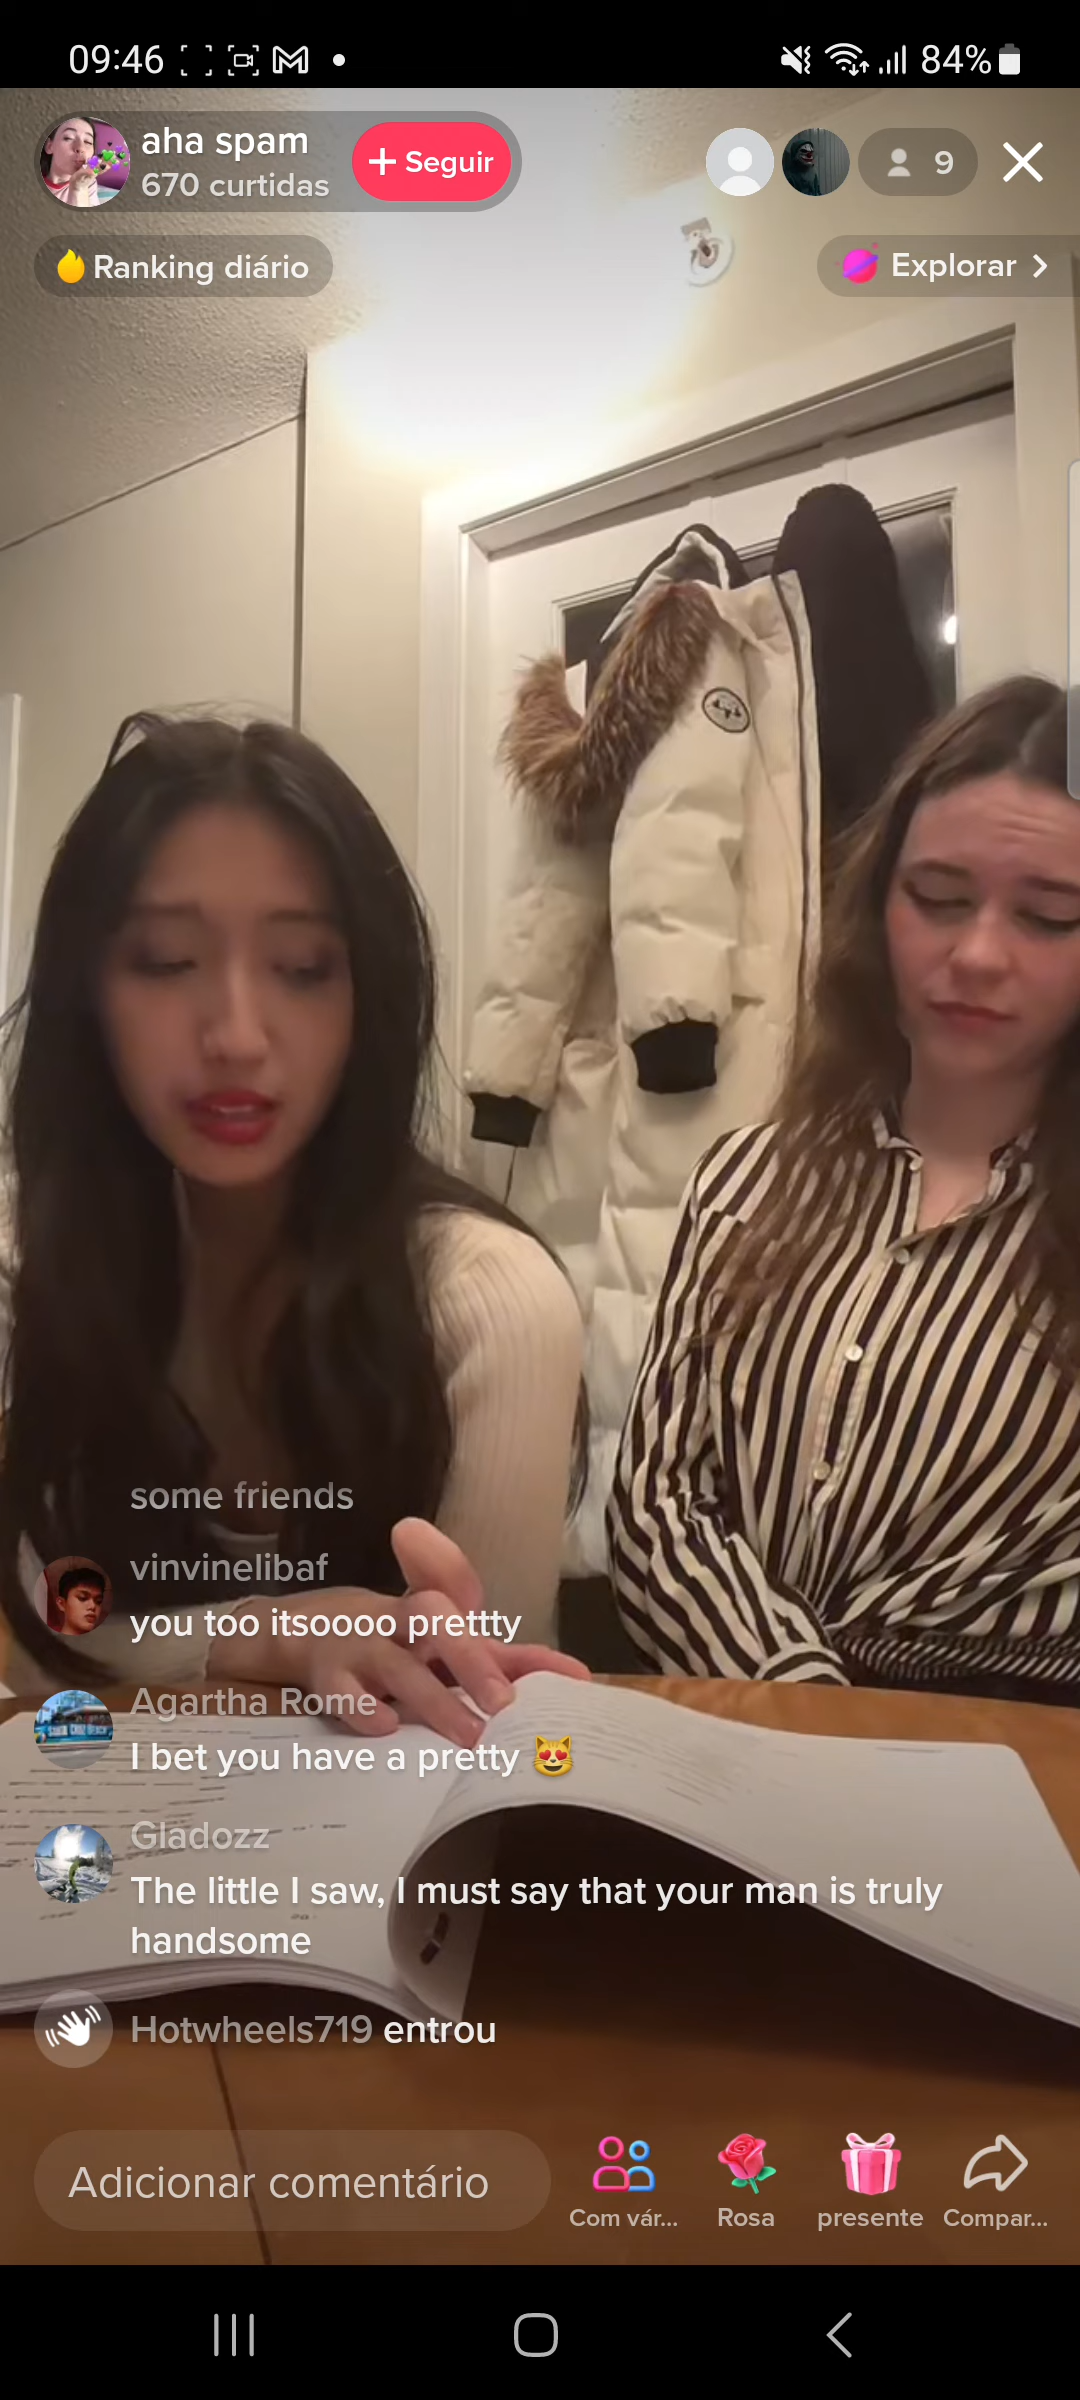 09:46
84%
aha spam
670 curtidas
+ Seguir
9
Ranking diário
Explorar >
some friends
vinvinelibaf
you too itsoooo prettty
Agartha Rome
I bet you have a pretty 😻
Gladozz
The little I saw, I must say that your man is truly
handsome
Hotwheels719 entrou
Adicionar comentário
Com vár...
Rosa
presente
Compar...